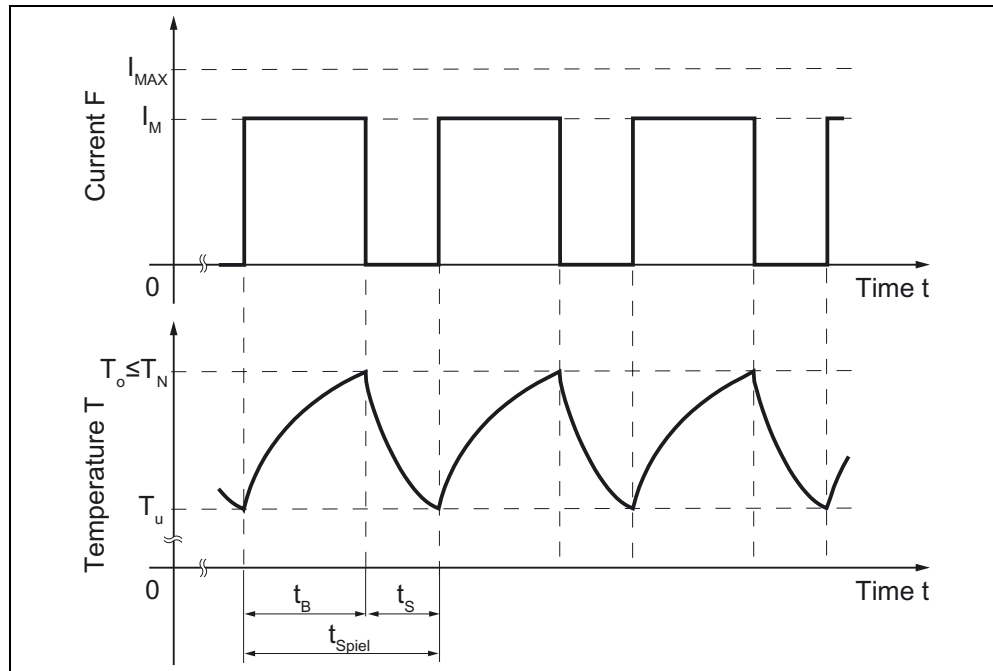 I_MAX
I_M
Current F
0
Time t
T_o≤T_N
Temperature T
T_u
0
Time t
t_B
t_S
t_Spiel